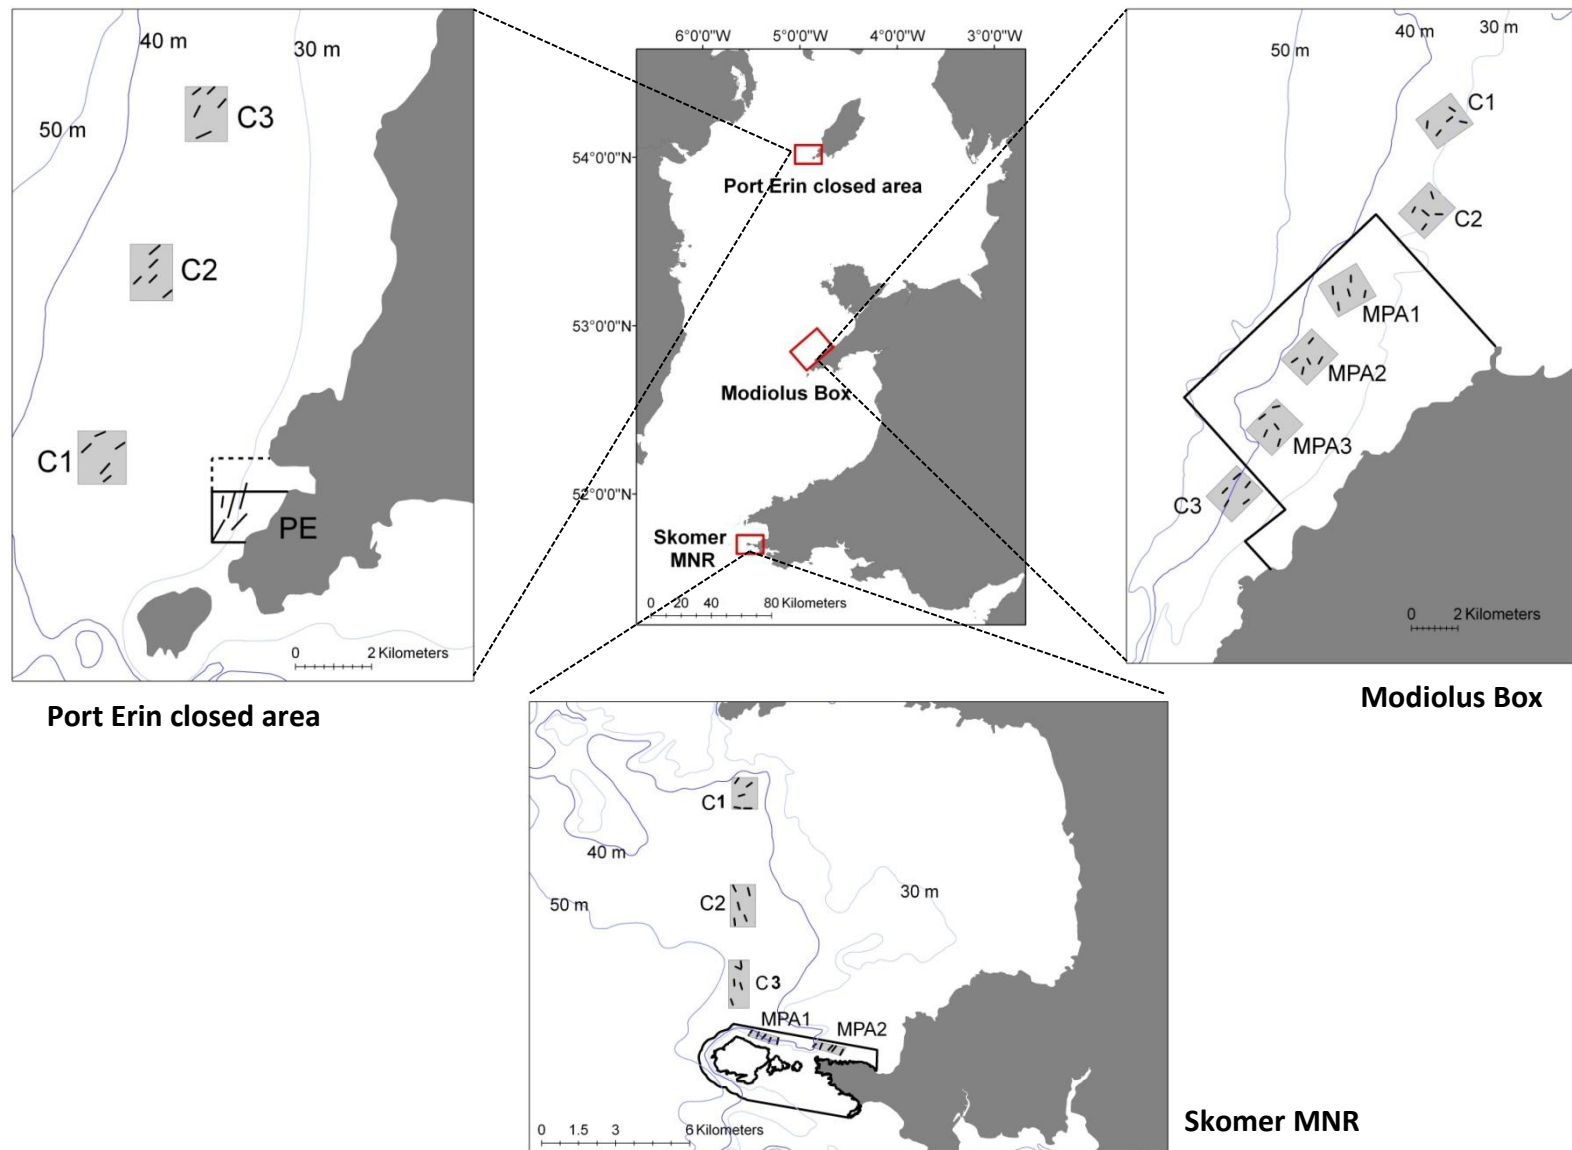 40 m
30 m
50 m
C3
C2
C1
PE
0 2 Kilometers
Port Erin closed area
6°0'0"W 5°0'0"W 4°0'0"W 3°0'0"W
54°0'0"N
53°0'0"N
52°0'0"N
Port Erin closed area
Modiolus Box
Skomer
MNR
0 20 40 80 Kilometers
50 m
40 m
30 m
C1
C2
MPA1
MPA2
MPA3
C3
0 2 Kilometers
Modiolus Box
C1
40 m
C2
50 m
30 m
C3
MPA1
MPA2
0 1.5 3 6 Kilometers
Skomer MNR